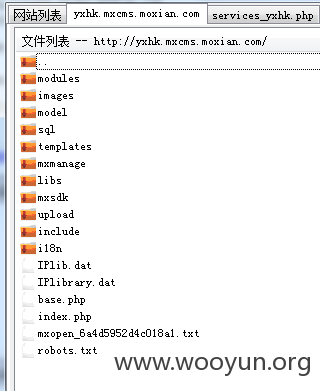 网站列表 yxhk.mxcms.moxian.com services_yxhk.php
文件列表 -- http://yxhk.mxcms.moxian.com/
..
modules
images
model
sql
templates
mxmanage
libs
mxsdk
upload
include
i18n
IPlib.dat
IPlibrary.dat
base.php
index.php
mxopen_6a4d5952d4c018a1.txt
robots.txt
www.wooyun.org